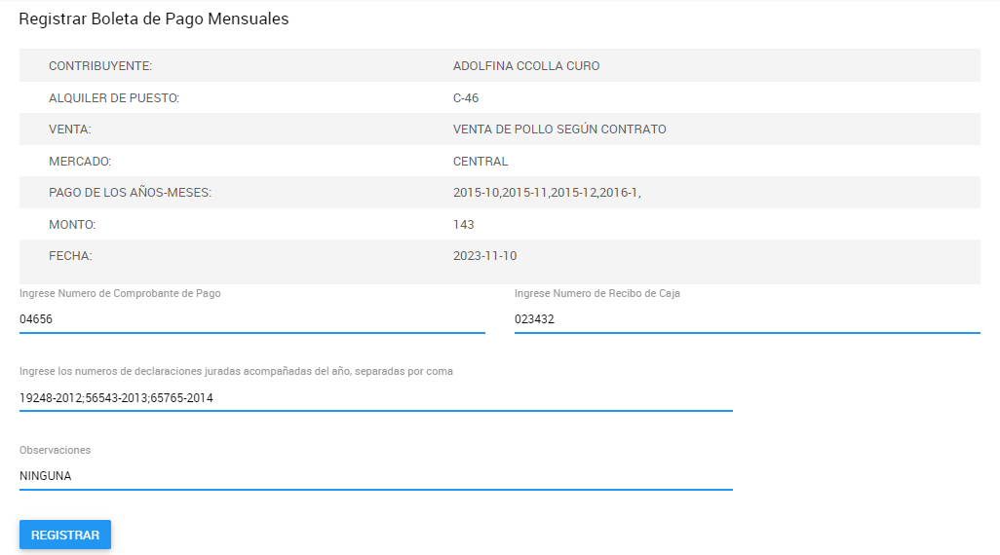 Registrar Boleta de Pago Mensuales
CONTRIBUYENTE: ADOLFINA CCOLLA CURO
ALQUILER DE PUESTO: C-46
VENTA: VENTA DE POLLO SEGÚN CONTRATO
MERCADO: CENTRAL
PAGO DE LOS AÑOS-MESES: 2015-10,2015-11,2015-12,2016-1,
MONTO: 143
FECHA: 2023-11-10
Ingrese Numero de Comprobante de Pago Ingrese Numero de Recibo de Caja
04656 023432
Ingrese los numeros de declaraciones juradas acompañadas del año, separadas por coma
19248-2012;56543-2013;65765-2014
Observaciones
NINGUNA
REGISTRAR